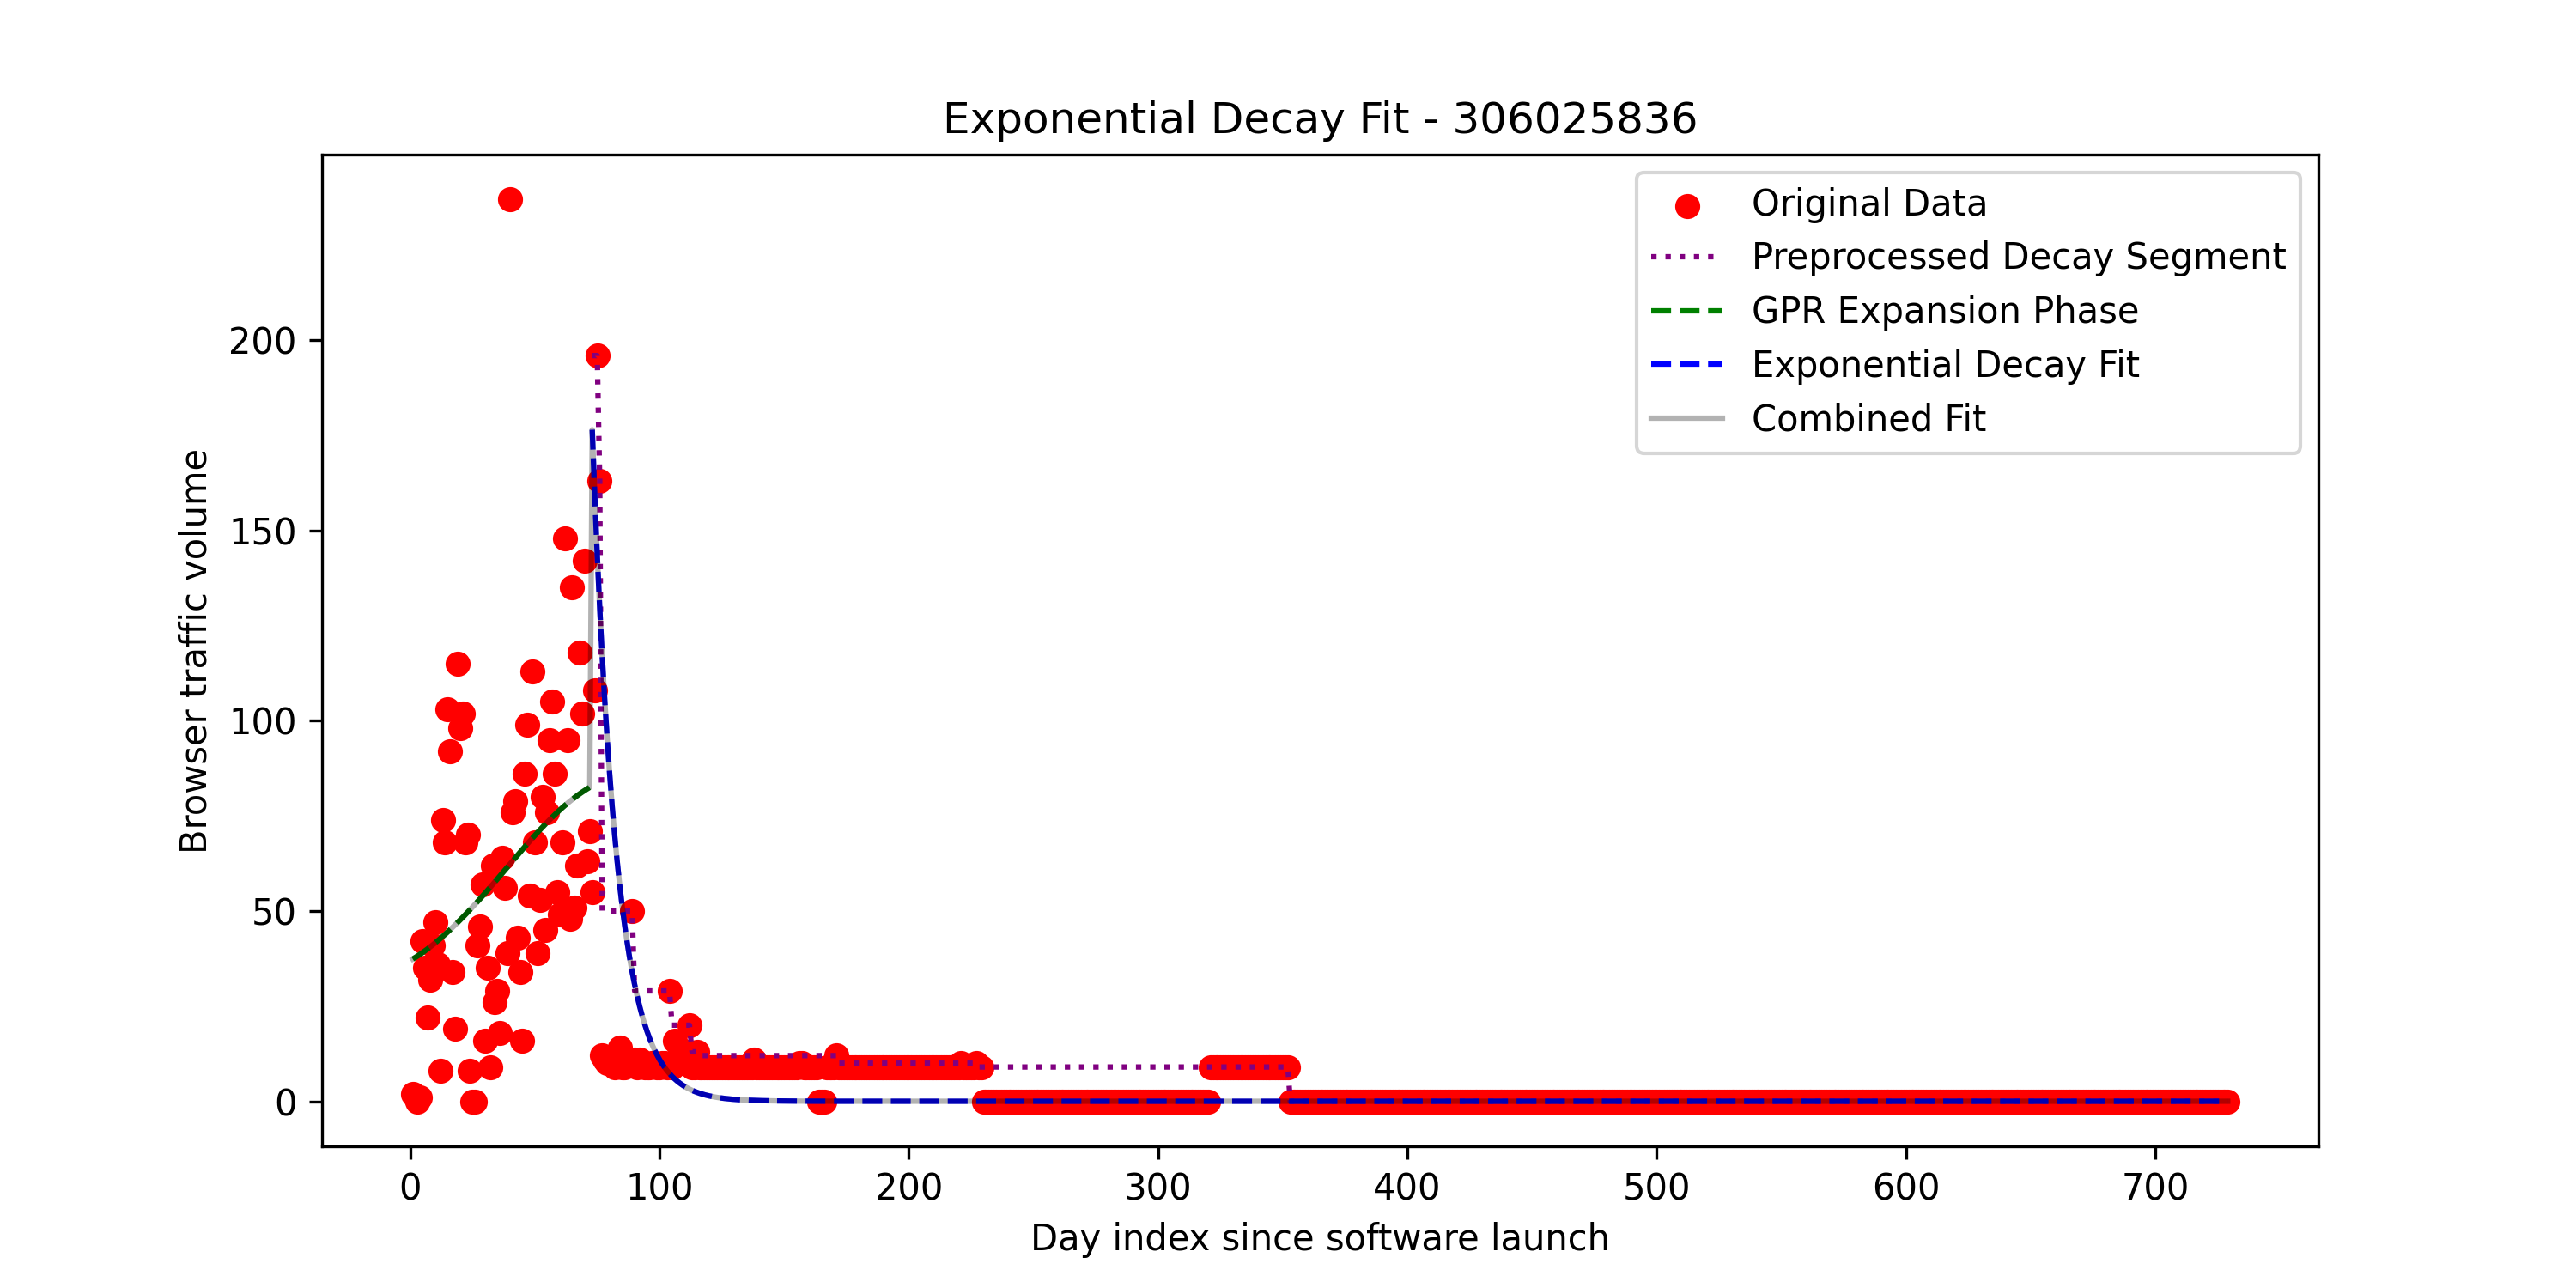 Exponential Decay Fit - 306025836
Original Data
Preprocessed Decay Segment
GPR Expansion Phase
Exponential Decay Fit
Combined Fit
Browser traffic volume
200
150
100
50
0
0 100 200 300 400 500 600 700
Day index since software launch